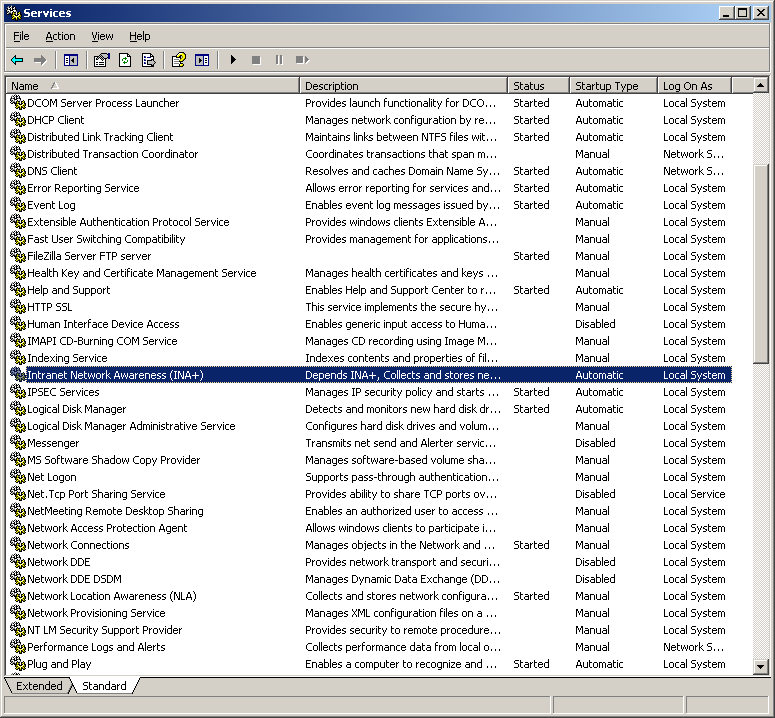 Services
File Action View Help
Name Description Status Startup Type Log On As
DCOM Server Process Launcher Provides launch functionality for DCO... Started Automatic Local System
DHCP Client Manages network configuration by re... Started Automatic Local System
Distributed Link Tracking Client Maintains links between NTFS files wit... Started Automatic Local System
Distributed Transaction Coordinator Coordinates transactions that span m... Manual Network S...
DNS Client Resolves and caches Domain Name Sy... Started Automatic Network S...
Error Reporting Service Allows error reporting for services and... Started Automatic Local System
Event Log Enables event log messages issued by... Started Automatic Local System
Extensible Authentication Protocol Service Provides windows clients Extensible A... Manual Local System
Fast User Switching Compatibility Provides management for applications... Manual Local System
FileZilla Server FTP server Started Manual Local System
Health Key and Certificate Management Service Manages health certificates and keys ... Manual Local System
Help and Support Enables Help and Support Center to r... Started Automatic Local System
HTTP SSL This service implements the secure hy... Manual Local System
Human Interface Device Access Enables generic input access to Huma... Disabled Local System
IMAPI CD-Burning COM Service Manages CD recording using Image M... Manual Local System
Indexing Service Indexes contents and properties of fil... Manual Local System
Intranet Network Awareness (INA+) Depends INA+, Collects and stores ne... Automatic Local System
IPSEC Services Manages IP security policy and starts ... Started Automatic Local System
Logical Disk Manager Detects and monitors new hard disk dr... Started Automatic Local System
Logical Disk Manager Administrative Service Configures hard disk drives and volum... Manual Local System
Messenger Transmits net send and Alerter servic... Disabled Local System
MS Software Shadow Copy Provider Manages software-based volume sha... Manual Local System
Net Logon Supports pass-through authentication... Manual Local System
Net.Tcp Port Sharing Service Provides ability to share TCP ports ov... Disabled Local Service
NetMeeting Remote Desktop Sharing Enables an authorized user to access ... Manual Local System
Network Access Protection Agent Allows windows clients to participate i... Manual Local System
Network Connections Manages objects in the Network and ... Started Manual Local System
Network DDE Provides network transport and securi... Disabled Local System
Network DDE DSDM Manages Dynamic Data Exchange (DD... Disabled Local System
Network Location Awareness (NLA) Collects and stores network configura... Started Manual Local System
Network Provisioning Service Manages XML configuration files on a ... Manual Local System
NT LM Security Support Provider Provides security to remote procedure... Manual Local System
Performance Logs and Alerts Collects performance data from local o... Manual Network S...
Plug and Play Enables a computer to recognize and ... Started Automatic Local System
Extended Standard